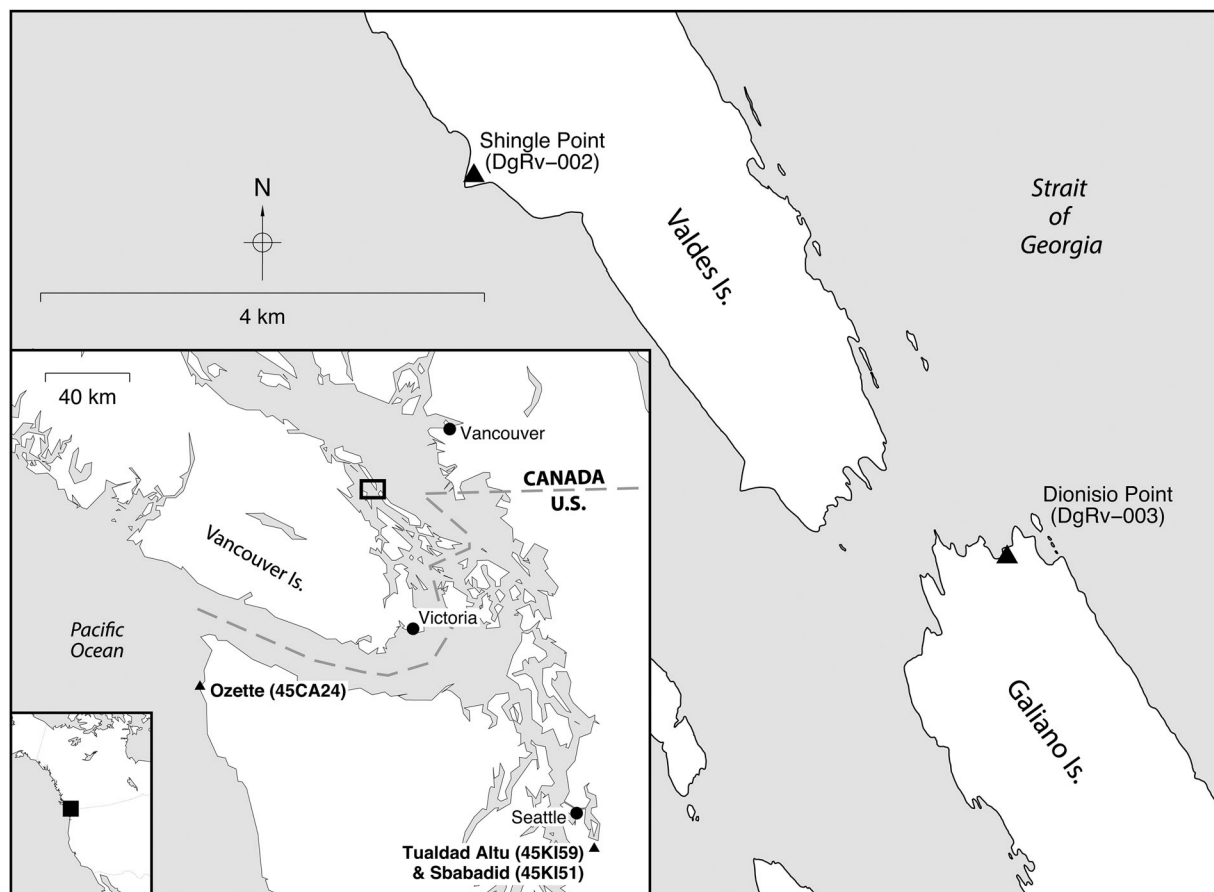 Shingle Point
(DgRv−002)
Strait
of
Georgia
N
Valdes Is.
4 km
40 km
Vancouver
CANADA
U.S.
Dionisio Point
(DgRv−003)
Vancouver Is.
Victoria
Pacific
Ocean
Ozette (45CA24)
Galiano Is.
Seattle
Tualdad Altu (45KI59)
& Sbabadid (45KI51)